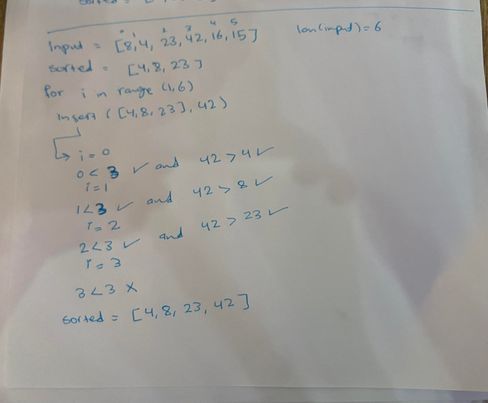 sorted = [
0 1 2 3 4 5
Input = [8, 4, 23, 42, 16, 15] len(input) = 6
sorted = [4, 8, 23]
for i in range (1, 6)
insert ([4, 8, 23], 42)
i = 0
0 < 3 ✓ and 42 > 4 ✓
i = 1
1 < 3 ✓ and 42 > 8 ✓
i = 2
2 < 3 ✓ and 42 > 23 ✓
i = 3
3 < 3 ✗
sorted = [4, 8, 23, 42]